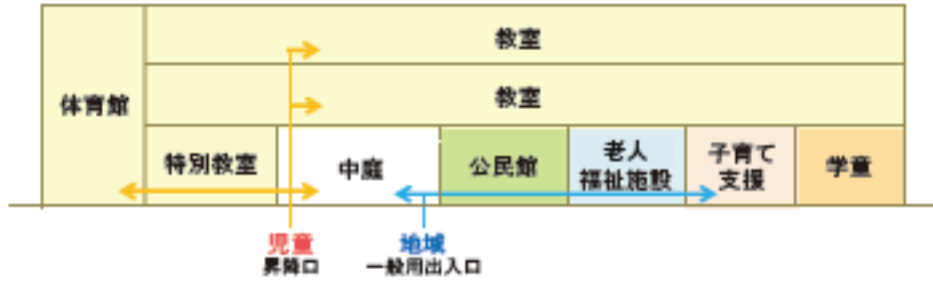 教室
教室
体育館
特別教室
中庭
公民館
老人
福祉施設
子育て
支援
学童
児童
昇降口
地域
一般用出入口